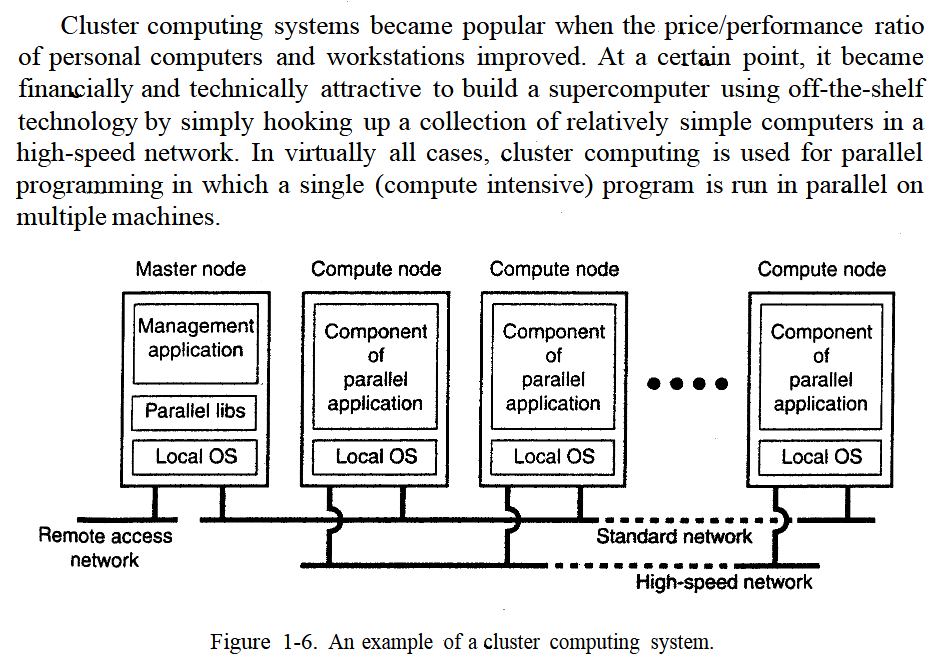 Cluster computing systems became popular when the price/performance ratio
of personal computers and workstations improved. At a certain point, it became
financially and technically attractive to build a supercomputer using off-the-shelf
technology by simply hooking up a collection of relatively simple computers in a
high-speed network. In virtually all cases, cluster computing is used for parallel
programming in which a single (compute intensive) program is run in parallel on
multiple machines.
Master node
Compute node
Compute node
Compute node
Management
application
Parallel libs
Local OS
Component
of
parallel
application
Local OS
Component
of
parallel
application
Local OS
Component
of
parallel
application
Local OS
Remote access
network
Standard network
High-speed network
Figure 1-6. An example of a cluster computing system.